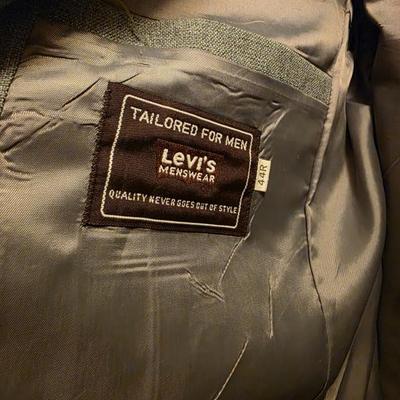 TAILORED FOR MEN
Levi's
MENSWEAR
QUALITY NEVER GOES OUT OF STYLE
44R